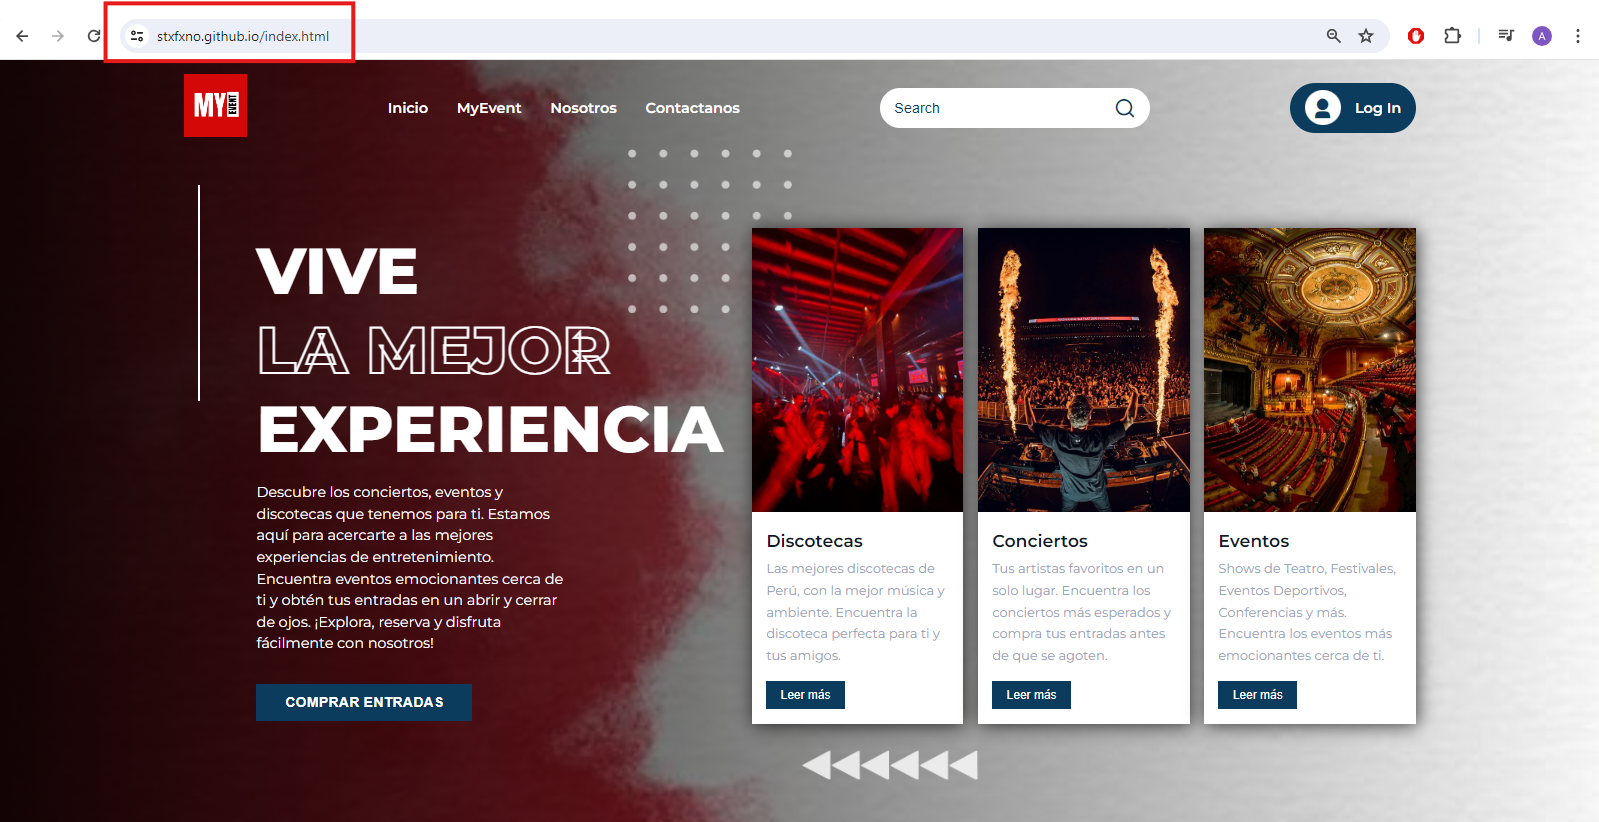 stxfxno.github.io/index.html
A
MY EVENT
Inicio
MyEvent
Nosotros
Contactanos
Search
Log In
VIVE
LA MEJOR
EXPERIENCIA
Descubre los conciertos, eventos y
discotecas que tenemos para ti. Estamos
aquí para acercarte a las mejores
experiencias de entretenimiento.
Encuentra eventos emocionantes cerca de
ti y obtén tus entradas en un abrir y cerrar
de ojos. ¡Explora, reserva y disfruta
fácilmente con nosotros!
COMPRAR ENTRADAS
Discotecas
Las mejores discotecas de
Perú, con la mejor música y
ambiente. Encuentra la
discoteca perfecta para ti y
tus amigos.
Leer más
Conciertos
Tus artistas favoritos en un
solo lugar. Encuentra los
conciertos más esperados y
compra tus entradas antes
de que se agoten.
Leer más
Eventos
Shows de Teatro, Festivales,
Eventos Deportivos,
Conferencias y más.
Encuentra los eventos más
emocionantes cerca de ti.
Leer más